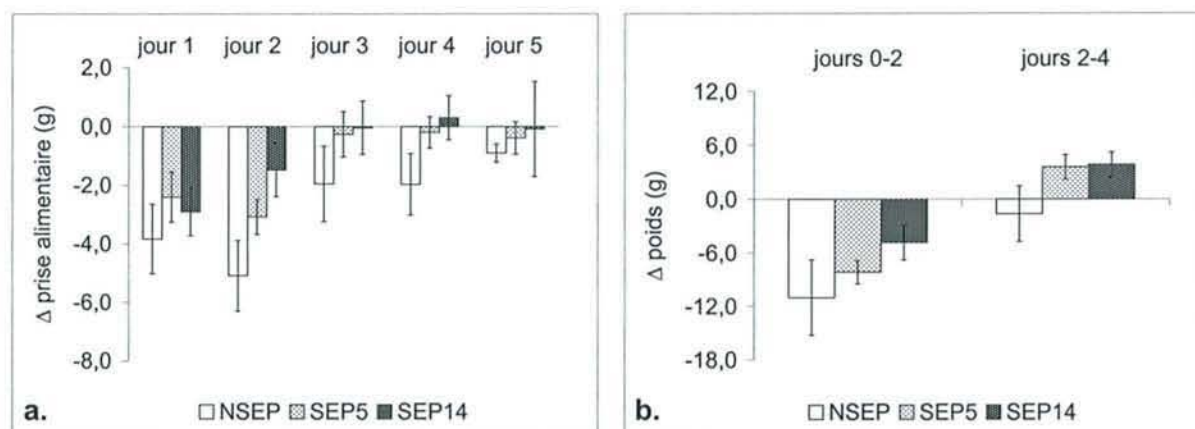 jour 1 jour 2 jour 3 jour 4 jour 5
2,0
0,0
-2,0
-4,0
-6,0
-8,0
Δ prise alimentaire (g)
NSEP SEP5 SEP14
a.
jours 0-2 jours 2-4
12,0
6,0
0,0
-6,0
-12,0
-18,0
Δ poids (g)
NSEP SEP5 SEP14
b.